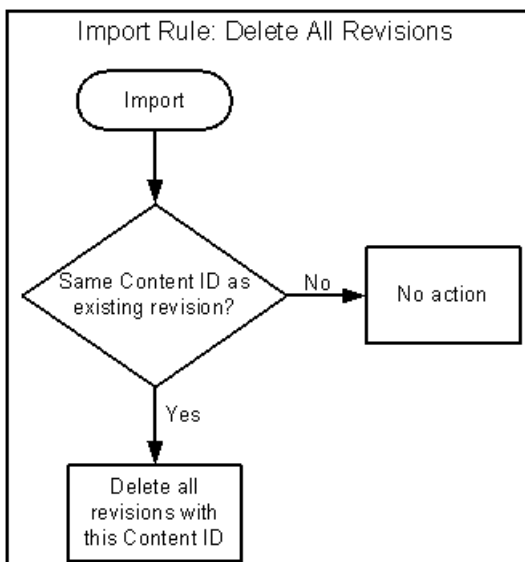 Import Rule: Delete All Revisions
Import
Same Content ID as
existing revision?
No
No action
Yes
Delete all
revisions with
this Content ID